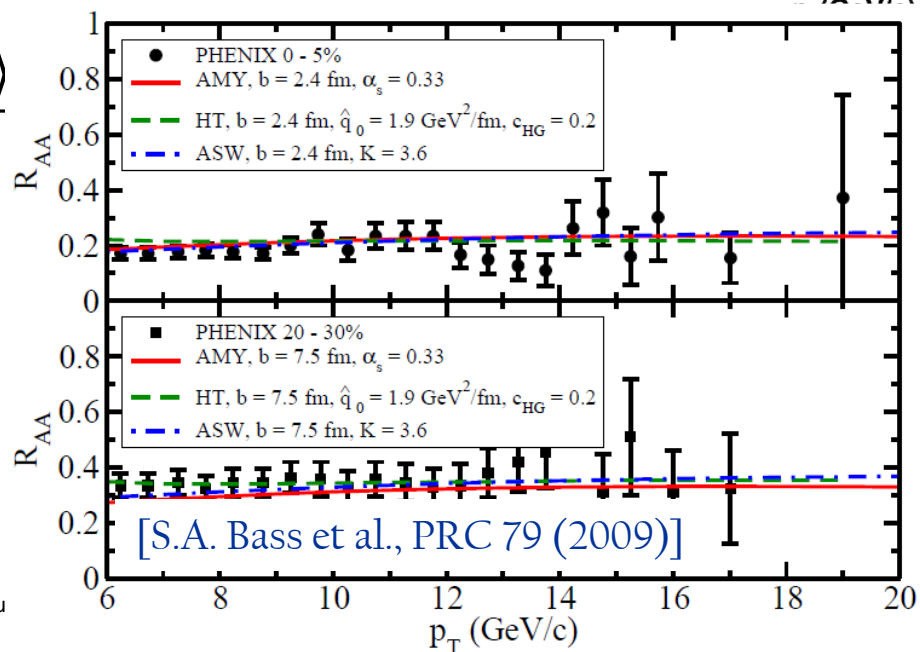 1
0.8
0.6
0.4
0.2
0
R_AA
PHENIX 0 - 5%
AMY, b = 2.4 fm, α_s = 0.33
HT, b = 2.4 fm, q̂_0 = 1.9 GeV²/fm, c_HG = 0.2
ASW, b = 2.4 fm, K = 3.6
0.8
0.6
0.4
0.2
0
R_AA
PHENIX 20 - 30%
AMY, b = 7.5 fm, α_s = 0.33
HT, b = 7.5 fm, q̂_0 = 1.9 GeV²/fm, c_HG = 0.2
ASW, b = 7.5 fm, K = 3.6
[S.A. Bass et al., PRC 79 (2009)]
6 8 10 12 14 16 18 20
p_T (GeV/c)